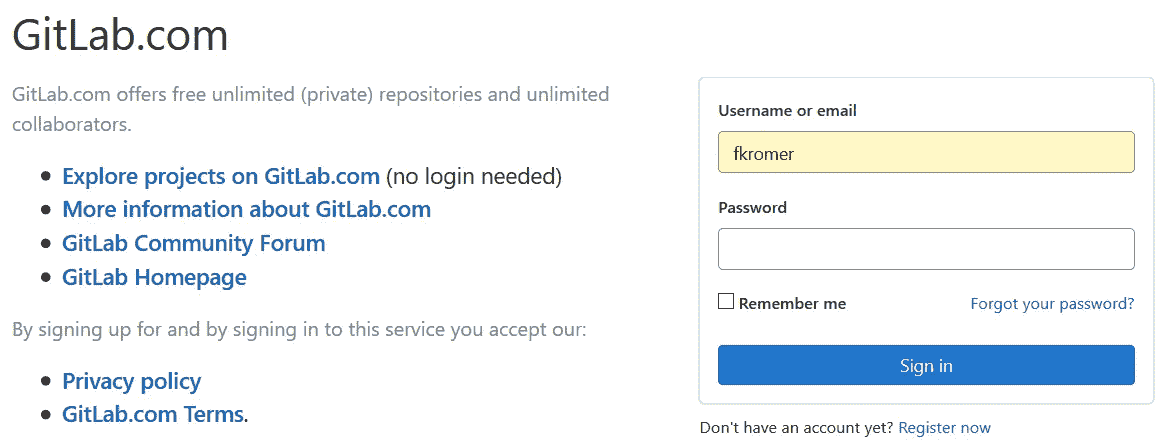 GitLab.com
GitLab.com offers free unlimited (private) repositories and unlimited
collaborators.
Explore projects on GitLab.com (no login needed)
More information about GitLab.com
GitLab Community Forum
GitLab Homepage
By signing up for and by signing in to this service you accept our:
Privacy policy
GitLab.com Terms.
Username or email
fkromer
Password
Remember me
Forgot your password?
Sign in
Don't have an account yet? Register now